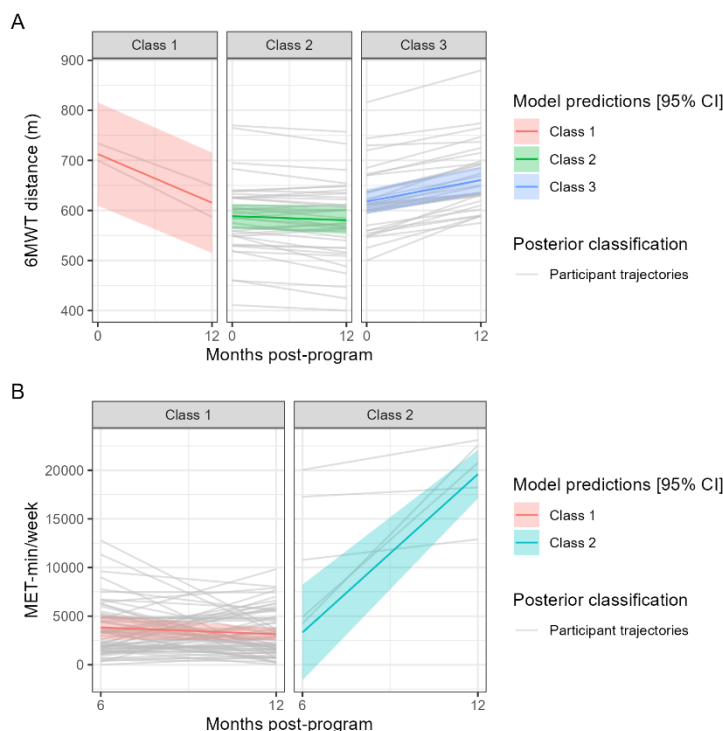 A
Class 1
Class 2
Class 3
900
800
700
600
500
400
6MWT distance (m)
0
12
0
12
0
12
Months post-program
Model predictions [95% CI]
Class 1
Class 2
Class 3
Posterior classification
Participant trajectories
B
Class 1
Class 2
20000
15000
10000
5000
0
MET-min/week
6
12
6
12
Months post-program
Model predictions [95% CI]
Class 1
Class 2
Posterior classification
Participant trajectories